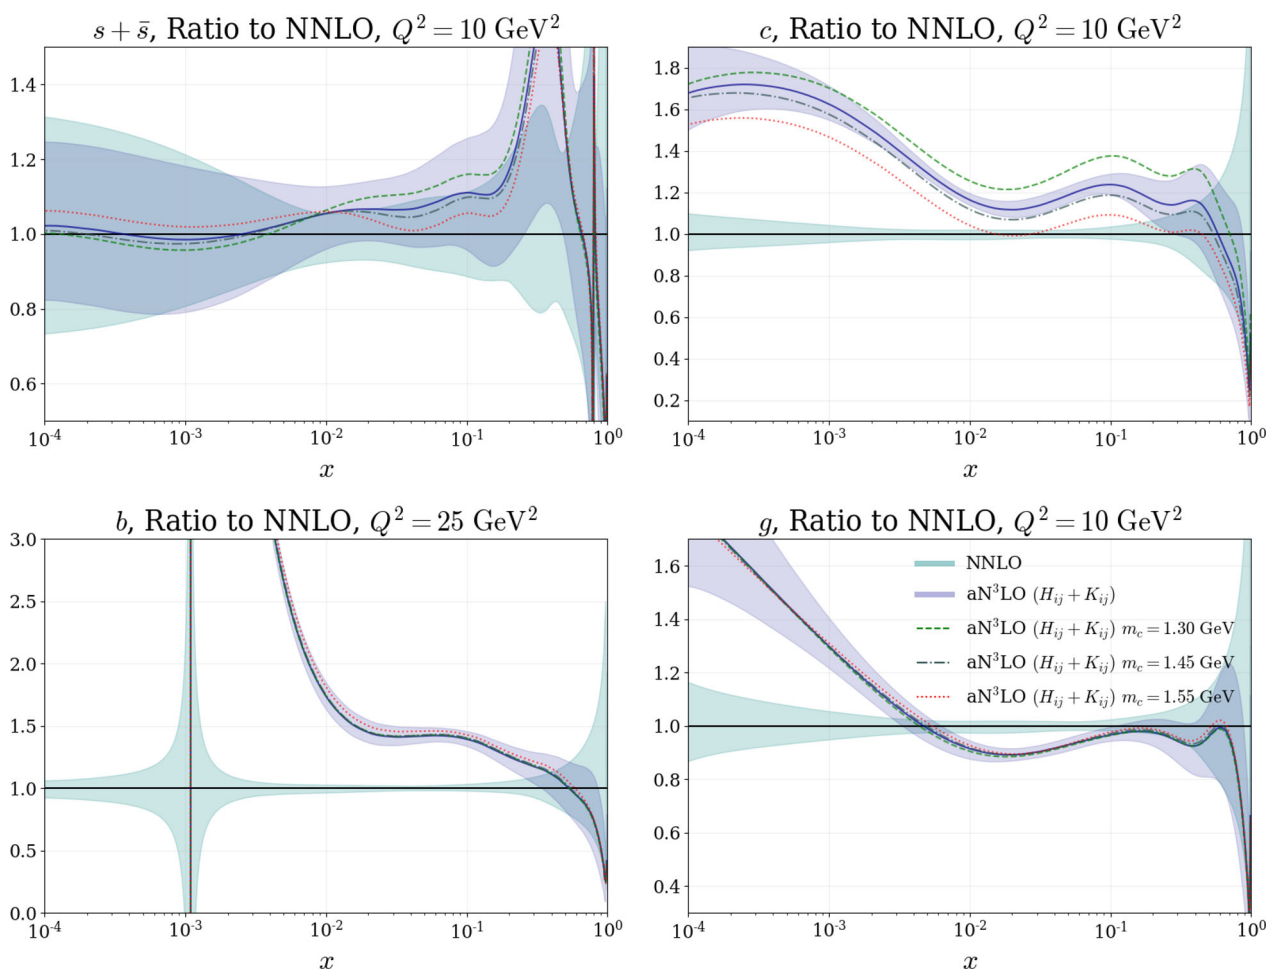 s + s̄, Ratio to NNLO, Q² = 10 GeV²
1.4
1.2
1.0
0.8
0.6
10⁻⁴ 10⁻³ 10⁻² 10⁻¹ 10⁰
x
c, Ratio to NNLO, Q² = 10 GeV²
1.8
1.6
1.4
1.2
1.0
0.8
0.6
0.4
0.2
10⁻⁴ 10⁻³ 10⁻² 10⁻¹ 10⁰
x
b, Ratio to NNLO, Q² = 25 GeV²
3.0
2.5
2.0
1.5
1.0
0.5
0.0
10⁻⁴ 10⁻³ 10⁻² 10⁻¹ 10⁰
x
g, Ratio to NNLO, Q² = 10 GeV²
1.6
1.4
1.2
1.0
0.8
0.6
0.4
NNLO
aN³LO (Hᵢⱼ + Kᵢⱼ)
aN³LO (Hᵢⱼ + Kᵢⱼ) m_c = 1.30 GeV
aN³LO (Hᵢⱼ + Kᵢⱼ) m_c = 1.45 GeV
aN³LO (Hᵢⱼ + Kᵢⱼ) m_c = 1.55 GeV
10⁻⁴ 10⁻³ 10⁻² 10⁻¹ 10⁰
x